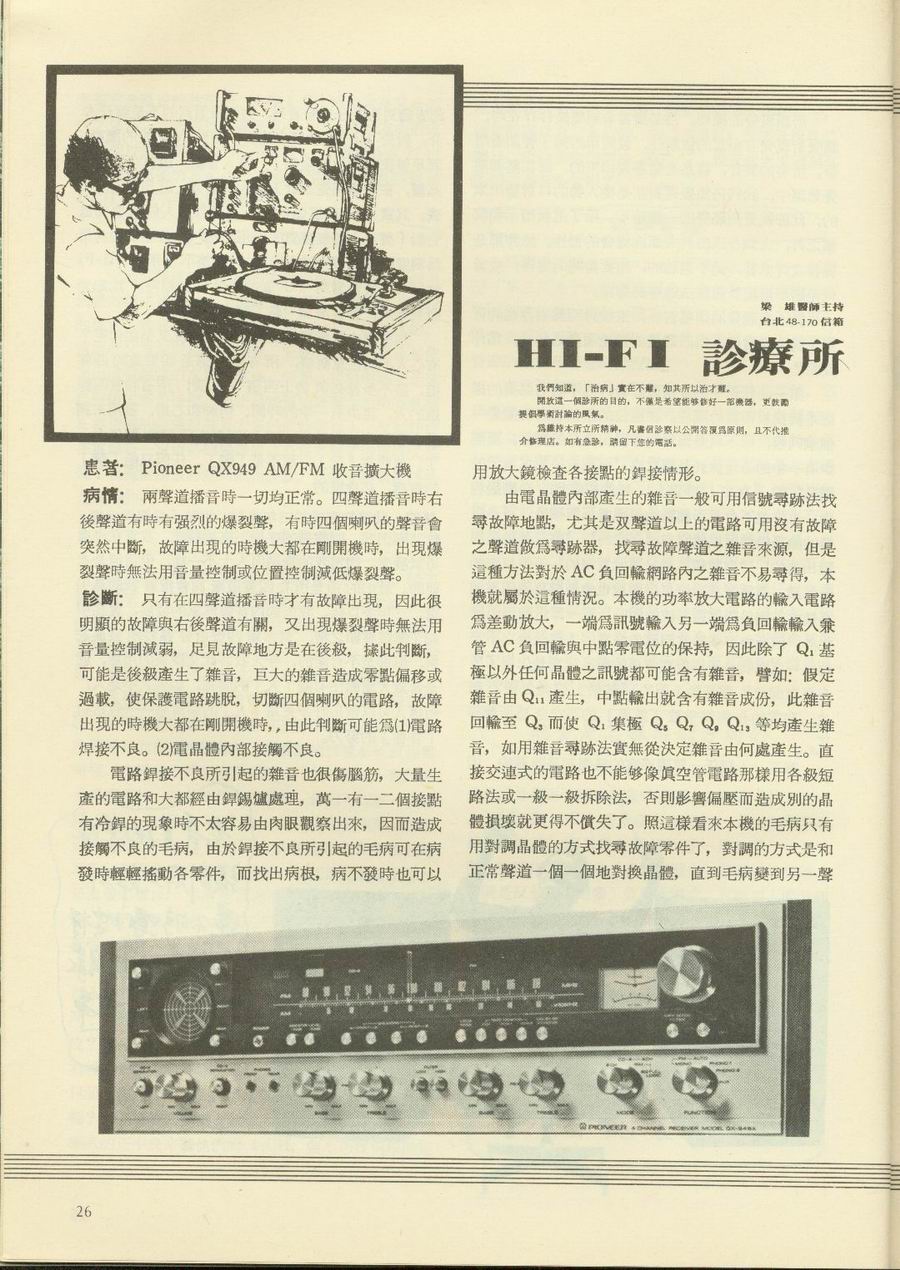 梁　雄醫師主持
台北48-170信箱
HI-FI 診療所
我們知道，「治病」實在不難，知其所以治才難。
開放這一個診所的目的，不僅是希望能夠修好一部機器，更鼓勵
提倡學術討論的風氣。
爲維持本所立所精神，凡書信診察以公開答覆爲原則，且不代推
介修理店。如有急診，請留下您的電話。
患者： Pioneer QX949 AM/FM 收音擴大機
病情： 兩聲道播音時一切均正常。四聲道播音時右
後聲道有時有强烈的爆裂聲，有時四個喇叭的聲音會
突然中斷，故障出現的時機大都在剛開機時，出現爆
裂聲時無法用音量控制或位置控制減低爆裂聲。
診斷： 只有在四聲道播音時才有故障出現，因此很
明顯的故障與右後聲道有關，又出現爆裂聲時無法用
音量控制減弱，足見故障地方是在後級，據此判斷，
可能是後級產生了雜音，巨大的雜音造成零點偏移或
過載，使保護電路跳脫，切斷四個喇叭的電路，故障
出現的時機大都在剛開機時，，由此判斷可能爲(1)電路
焊接不良。(2)電晶體內部接觸不良。
電路銲接不良所引起的雜音也很傷腦筋，大量生
產的電路和大都經由銲錫爐處理，萬一有一二個接點
有冷銲的現象時不太容易由肉眼觀察出來，因而造成
接觸不良的毛病，由於銲接不良所引起的毛病可在病
發時輕輕搖動各零件，而找出病根，病不發時也可以
用放大鏡檢查各接點的銲接情形。
由電晶體內部產生的雜音一般可用信號尋跡法找
尋故障地點，尤其是双聲道以上的電路可用沒有故障
之聲道做爲尋跡器，找尋故障聲道之雜音來源，但是
這種方法對於 AC 負回輸網路內之雜音不易尋得，本
機就屬於這種情況。本機的功率放大電路的輸入電路
爲差動放大，一端爲訊號輸入另一端爲負回輸輸入兼
管 AC 負回輸與中點零電位的保持，因此除了 Q₁ 基
極以外任何晶體之訊號都可能含有雜音，譬如：假定
雜音由 Q₁₁ 產生，中點輸出就含有雜音成份，此雜音
回輸至 Q₃ 而使 Q₁ 集極 Q₅ Q₇ Q₉ Q₁₃ 等均產生雜
音，如用雜音尋跡法實無從決定雜音由何處產生。直
接交連式的電路也不能够像眞空管電路那樣用各級短
路法或一級一級拆除法，否則影響偏壓而造成別的晶
體損壞就更得不償失了。照這樣看來本機的毛病只有
用對調晶體的方式找尋故障零件了，對調的方式是和
正常聲道一個一個地對換晶體，直到毛病變到另一聲
FM
AM
VOLUME
BASS
TREBLE
BASS
TREBLE
MODE
FUNCTION
PIONEER 4 CHANNEL RECEIVER MODEL QX-949A
26